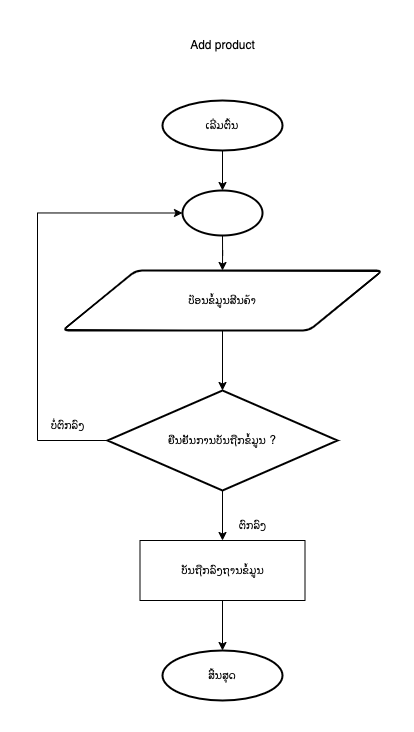 Add product
ເລີ່ມຕົ້ນ
ປ້ອນຂໍ້ມູນສິນຄ້າ
ຢືນຢັນການບັນຖືກຂໍ້ມູນ ?
ບໍ່ຕົກລົງ
ຕົກລົງ
ບັນຖືກລົງຖານຂໍ້ມູນ
ສິ້ນສຸດ